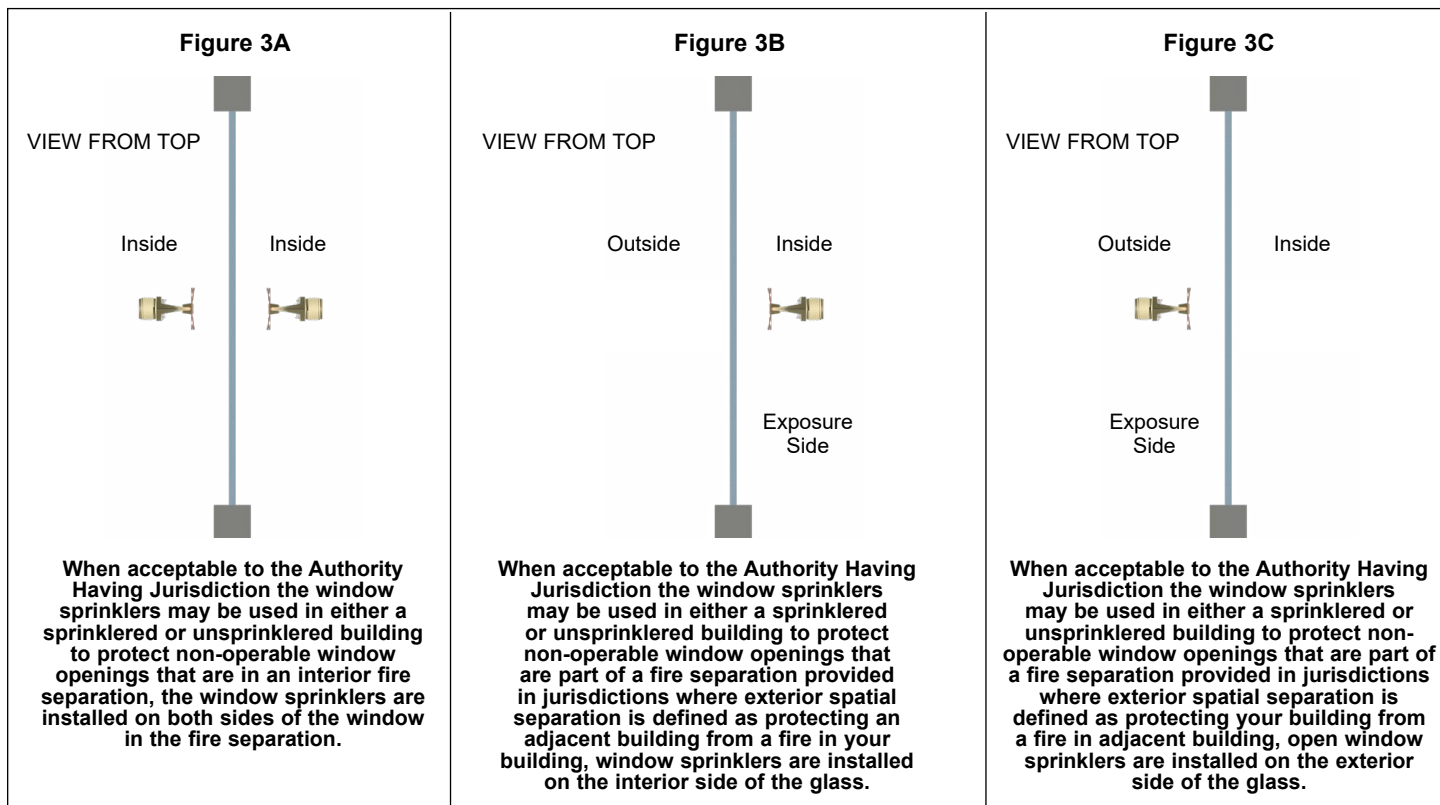 Figure 3A
VIEW FROM TOP
Inside
Inside
When acceptable to the Authority
Having Jurisdiction the window
sprinklers may be used in either a
sprinklered or unsprinklered building
to protect non-operable window
openings that are in an interior fire
separation, the window sprinklers are
installed on both sides of the window
in the fire separation.
Figure 3B
VIEW FROM TOP
Outside
Inside
Exposure
Side
When acceptable to the Authority Having
Jurisdiction the window sprinklers
may be used in either a sprinklered
or unsprinklered building to protect
non-operable window openings that
are part of a fire separation provided
in jurisdictions where exterior spatial
separation is defined as protecting an
adjacent building from a fire in your
building, window sprinklers are installed
on the interior side of the glass.
Figure 3C
VIEW FROM TOP
Outside
Inside
Exposure
Side
When acceptable to the Authority Having
Jurisdiction the window sprinklers
may be used in either a sprinklered or
unsprinklered building to protect non-
operable window openings that are part of
a fire separation provided in jurisdictions
where exterior spatial separation is
defined as protecting your building from
a fire in adjacent building, open window
sprinklers are installed on the exterior
side of the glass.